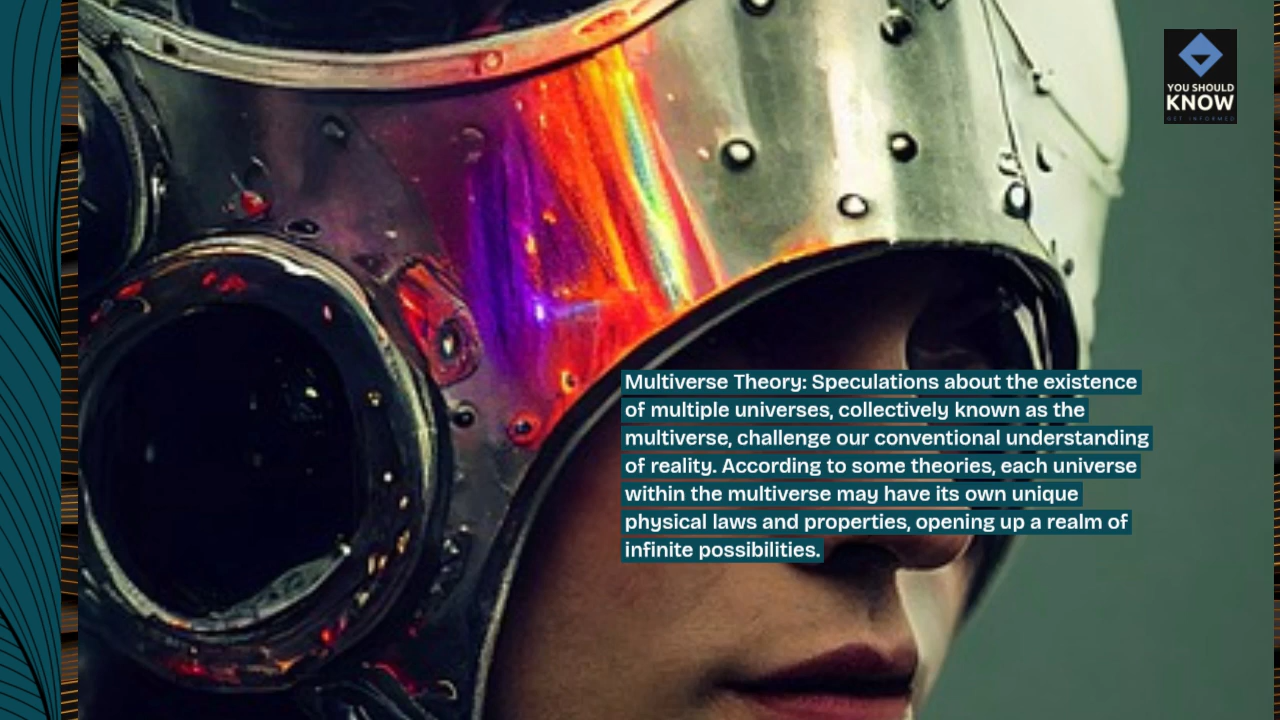 YOU SHOULD
KNOW
GET INFORMED
Multiverse Theory: Speculations about the existence
of multiple universes, collectively known as the
multiverse, challenge our conventional understanding
of reality. According to some theories, each universe
within the multiverse may have its own unique
physical laws and properties, opening up a realm of
infinite possibilities.